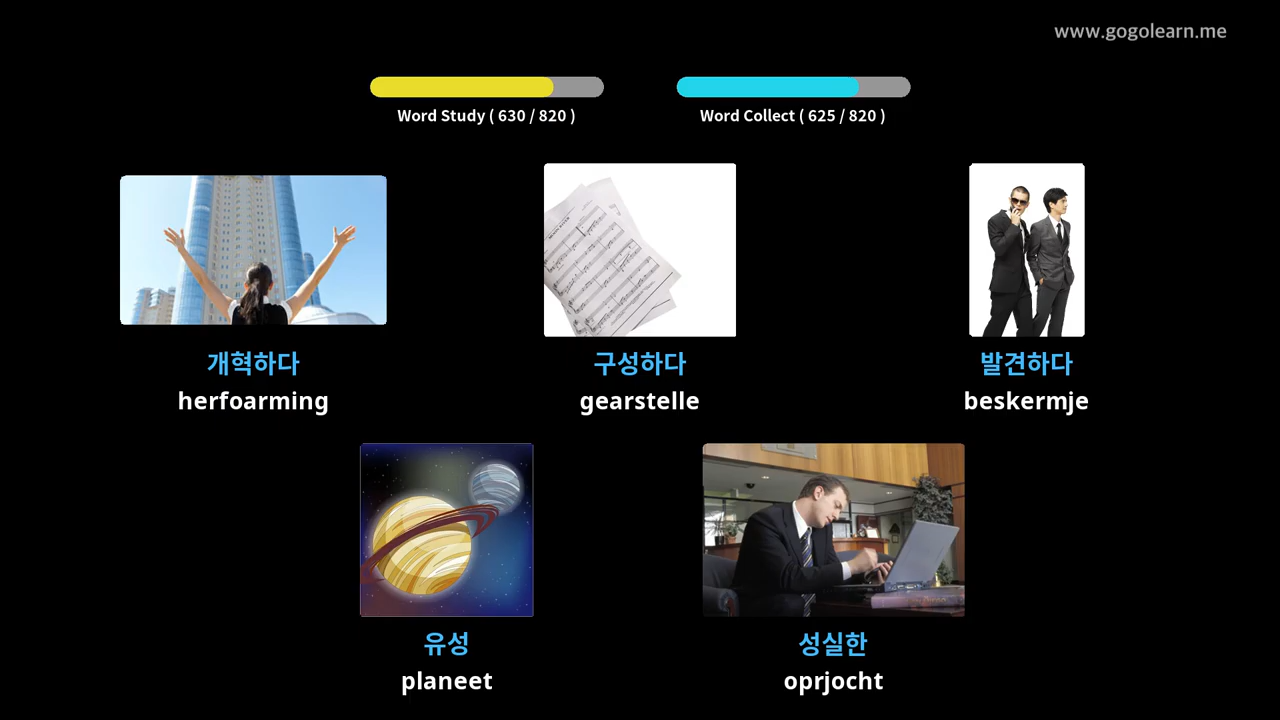 www.gogolearn.me
Word Study ( 630 / 820 )
Word Collect ( 625 / 820 )
개혁하다
herfoarming
구성하다
gearstelle
발견하다
beskermje
유성
planeet
성실한
oprjocht